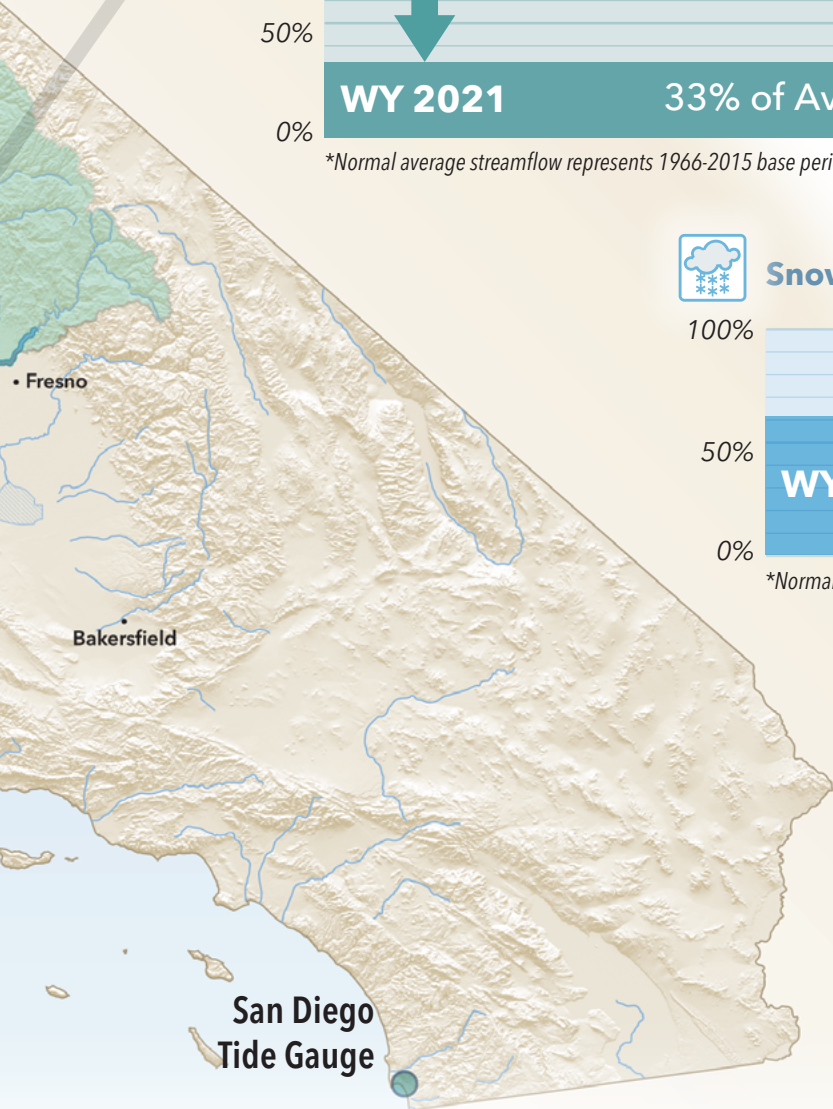 50%
WY 2021 33% of Av
0%
*Normal average streamflow represents 1966-2015 base peri
Snow
100%
• Fresno
50%
WY
0%
*Normal
Bakersfield
San Diego
Tide Gauge